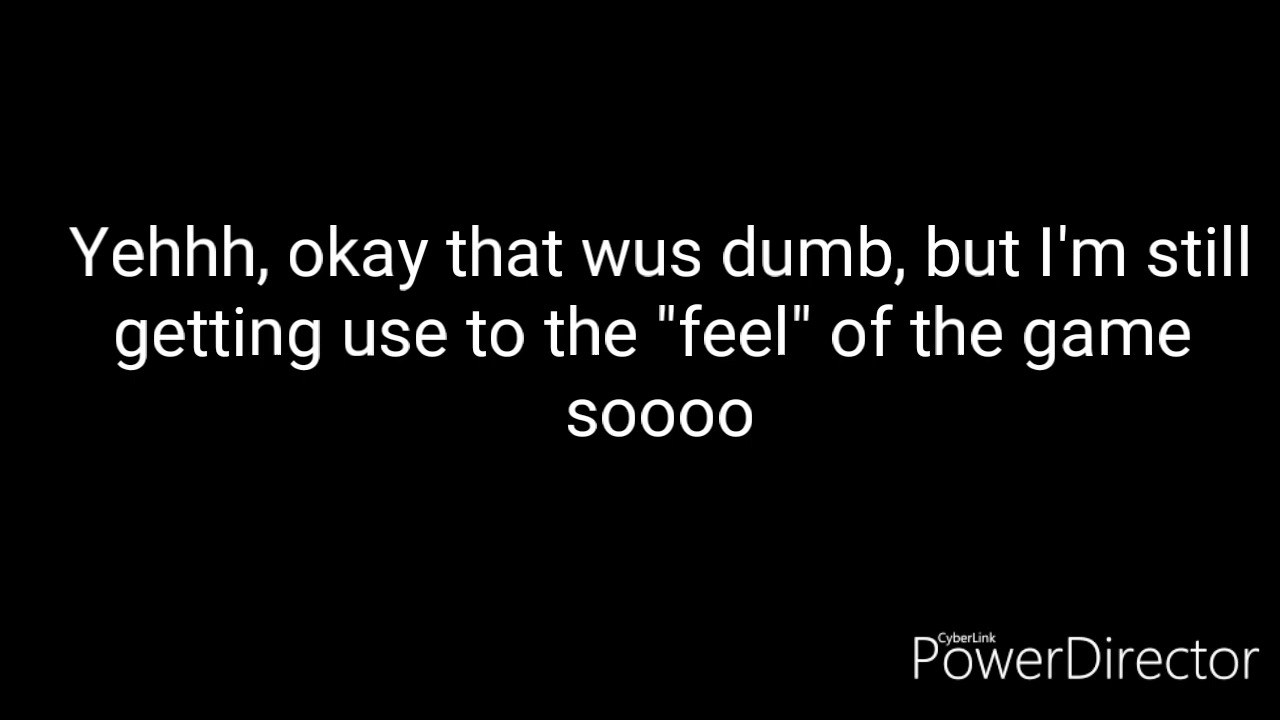 Yehhh, okay that wus dumb, but I'm still
getting use to the "feel" of the game
soooo
CyberLink
PowerDirector